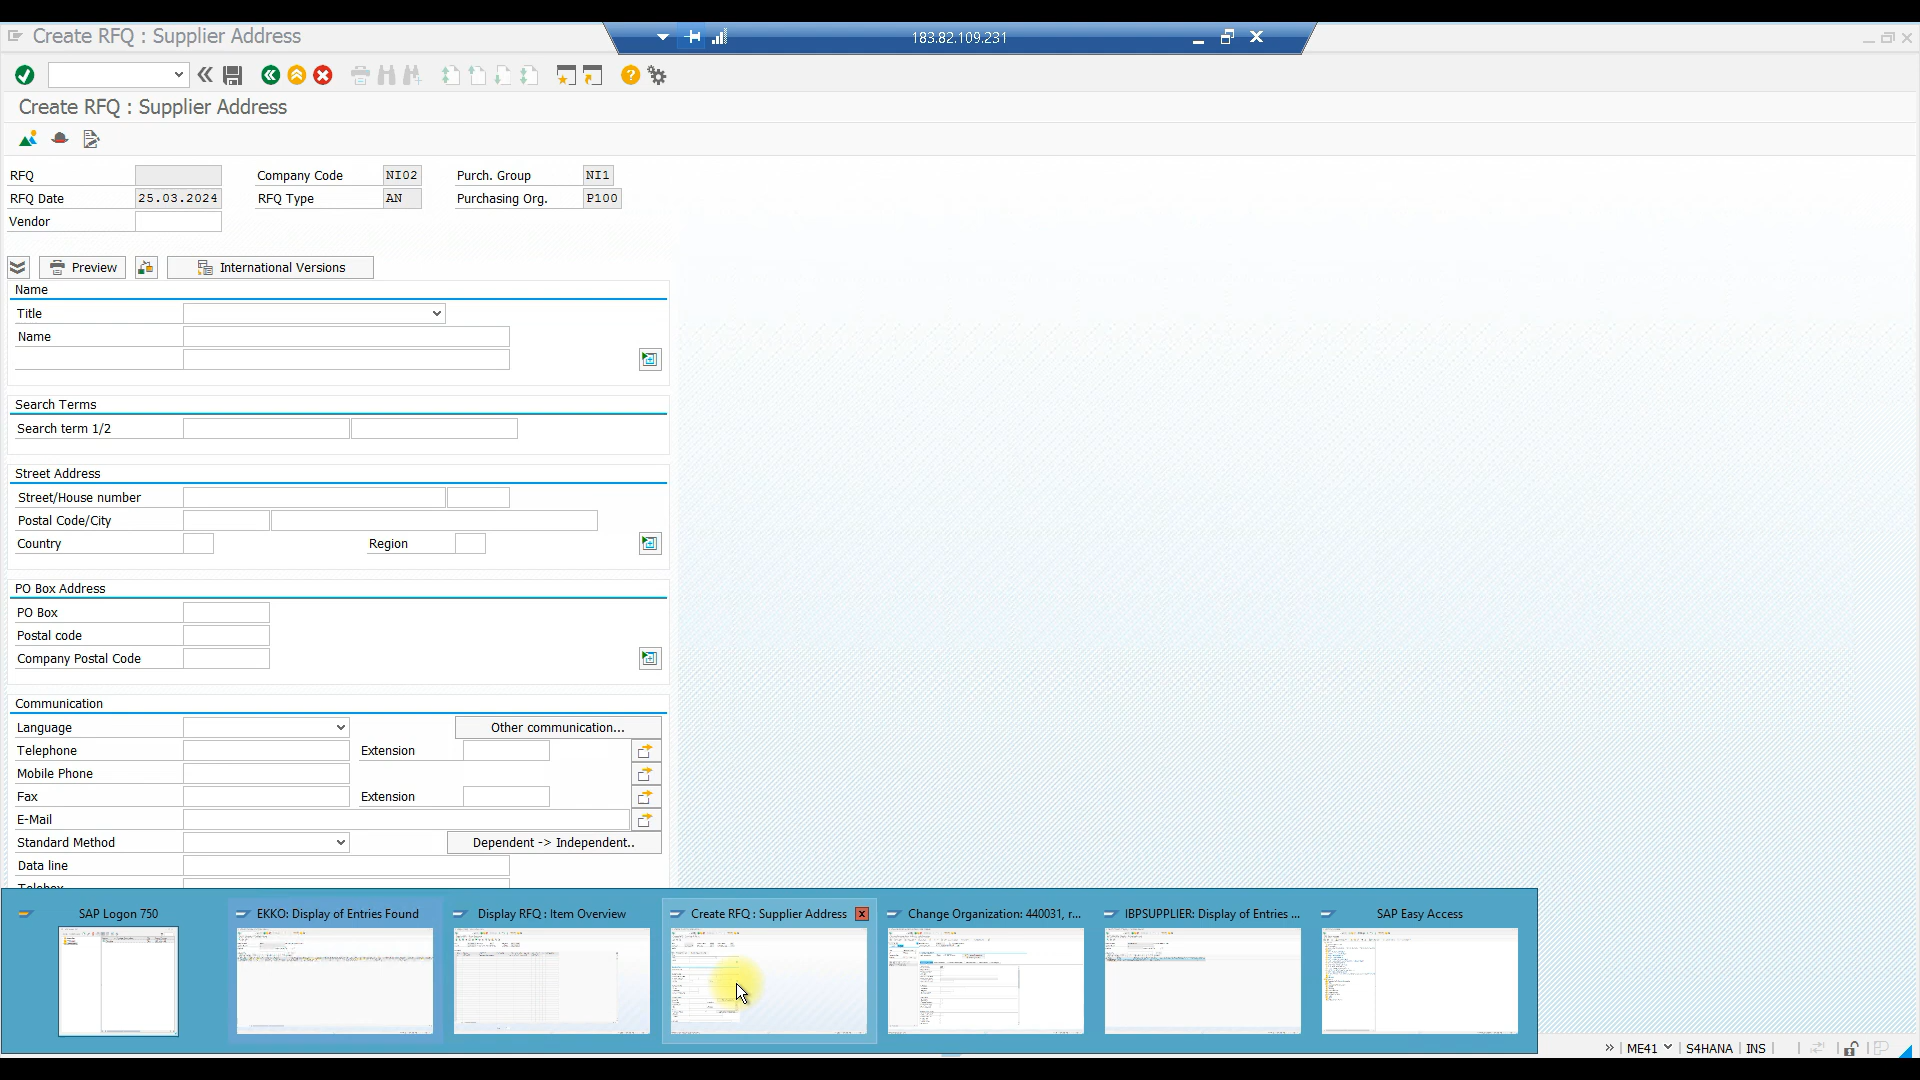 Create RFQ : Supplier Address
183.82.109.231
Create RFQ : Supplier Address
RFQ Company Code NI02 Purch. Group NI1
RFQ Date 25.03.2024 RFQ Type AN Purchasing Org. P100
Vendor
Preview International Versions
Name
Title
Name
Search Terms
Search term 1/2
Street Address
Street/House number
Postal Code/City
Country Region
PO Box Address
PO Box
Postal code
Company Postal Code
Communication
Language Other communication...
Telephone Extension
Mobile Phone
Fax Extension
E-Mail
Standard Method Dependent -> Independent..
Data line
Telebox
SAP Logon 750 EKKO: Display of Entries Found Display RFQ : Item Overview Create RFQ : Supplier Address Change Organization: 440031, r... IBPSUPPLIER: Display of Entries ... SAP Easy Access
ME41 S4HANA INS